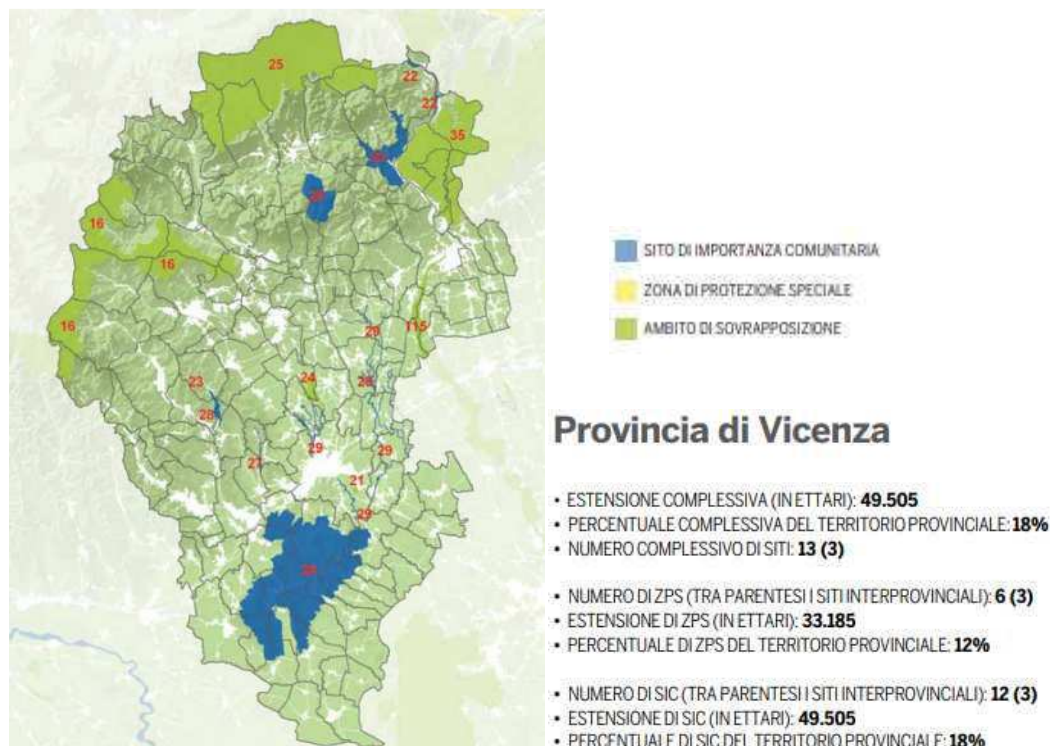 25
22
22
35
16
16
16
29
115
23
24
28
29
29
27
21
29
SITO DI IMPORTANZA COMUNITARIA
ZONA DI PROTEZIONE SPECIALE
AMBITO DI SOVRAPPOSIZIONE
Provincia di Vicenza
• ESTENSIONE COMPLESSIVA (IN ETTARI): 49.505
• PERCENTUALE COMPLESSIVA DEL TERRITORIO PROVINCIALE: 18%
• NUMERO COMPLESSIVO DI SITI: 13 (3)
• NUMERO DI ZPS (TRA PARENTESI I SITI INTERPROVINCIALI): 6 (3)
• ESTENSIONE DI ZPS (IN ETTARI): 33.185
• PERCENTUALE DI ZPS DEL TERRITORIO PROVINCIALE: 12%
• NUMERO DI SIC (TRA PARENTESI I SITI INTERPROVINCIALI): 12 (3)
• ESTENSIONE DI SIC (IN ETTARI): 49.505
• PERCENTUALE DI SIC DEL TERRITORIO PROVINCIALE: 18%